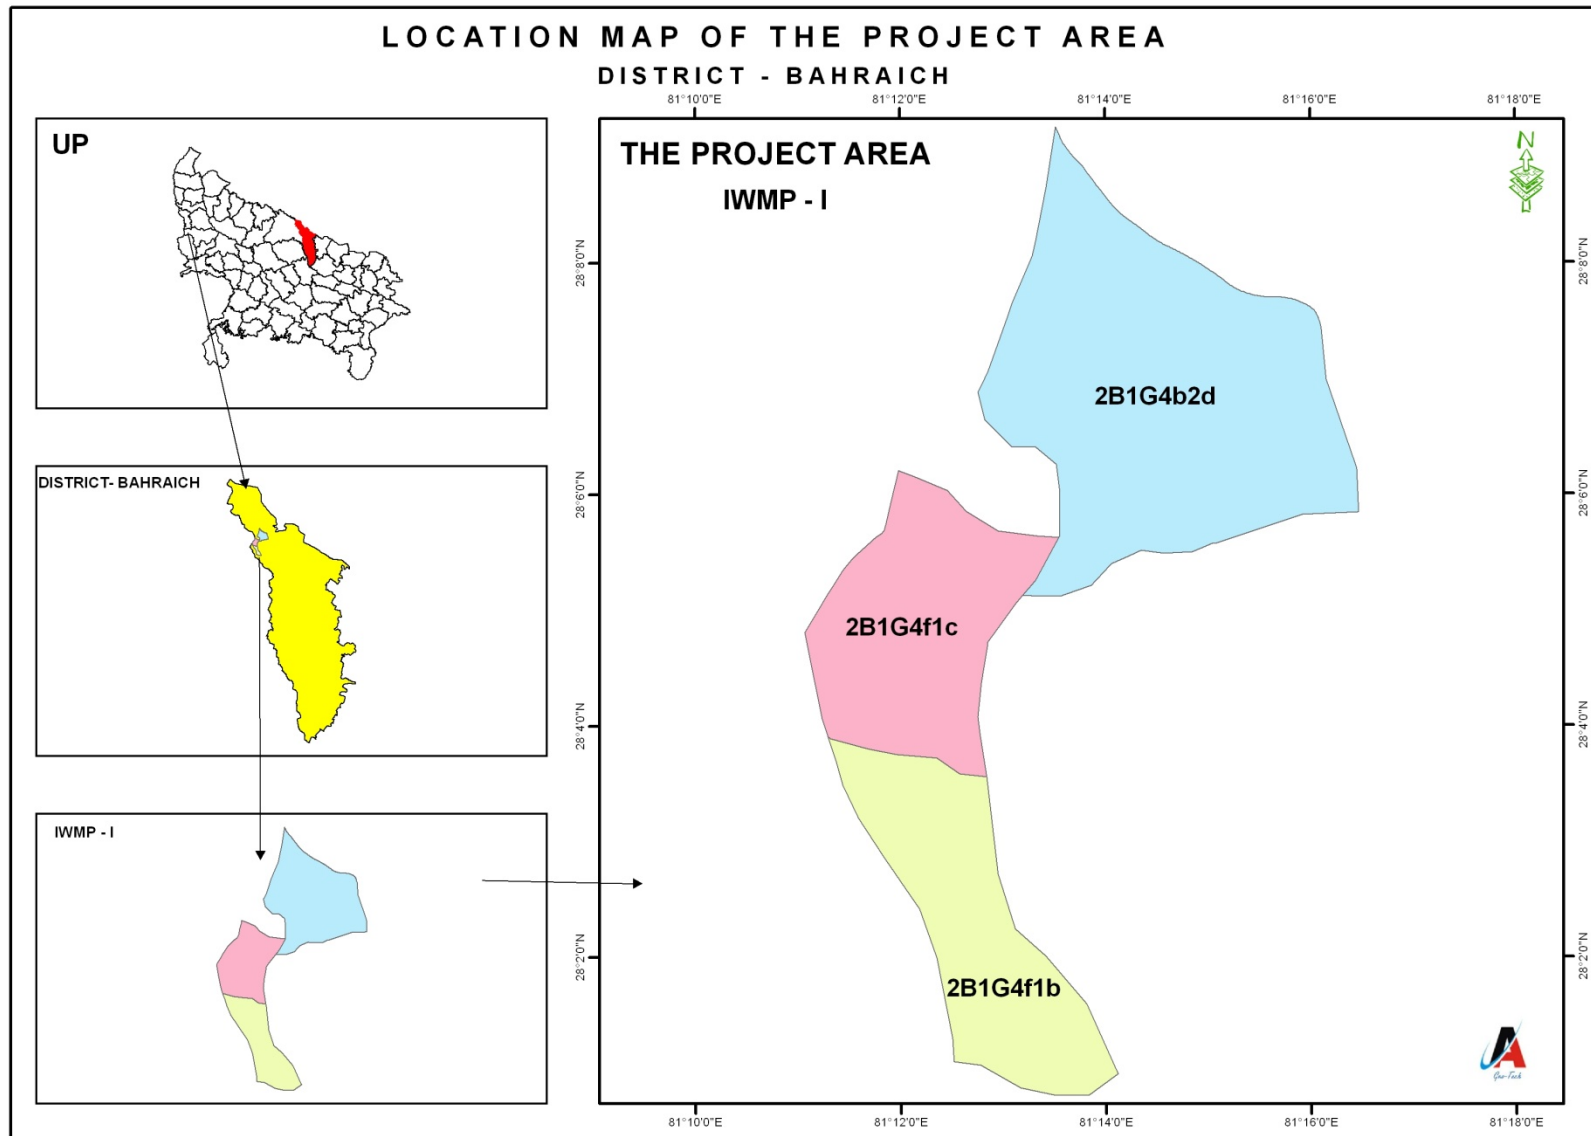 LOCATION MAP OF THE PROJECT AREA
DISTRICT - BAHRAICH
UP
DISTRICT- BAHRAICH
IWMP - I
81°10'0"E 81°12'0"E 81°14'0"E 81°16'0"E 81°18'0"E
THE PROJECT AREA
IWMP - I
N
28°8'0"N 28°8'0"N
2B1G4b2d
28°6'0"N 28°6'0"N
2B1G4f1c
28°4'0"N 28°4'0"N
28°2'0"N 28°2'0"N
2B1G4f1b
A
Geo-Tech
81°10'0"E 81°12'0"E 81°14'0"E 81°16'0"E 81°18'0"E